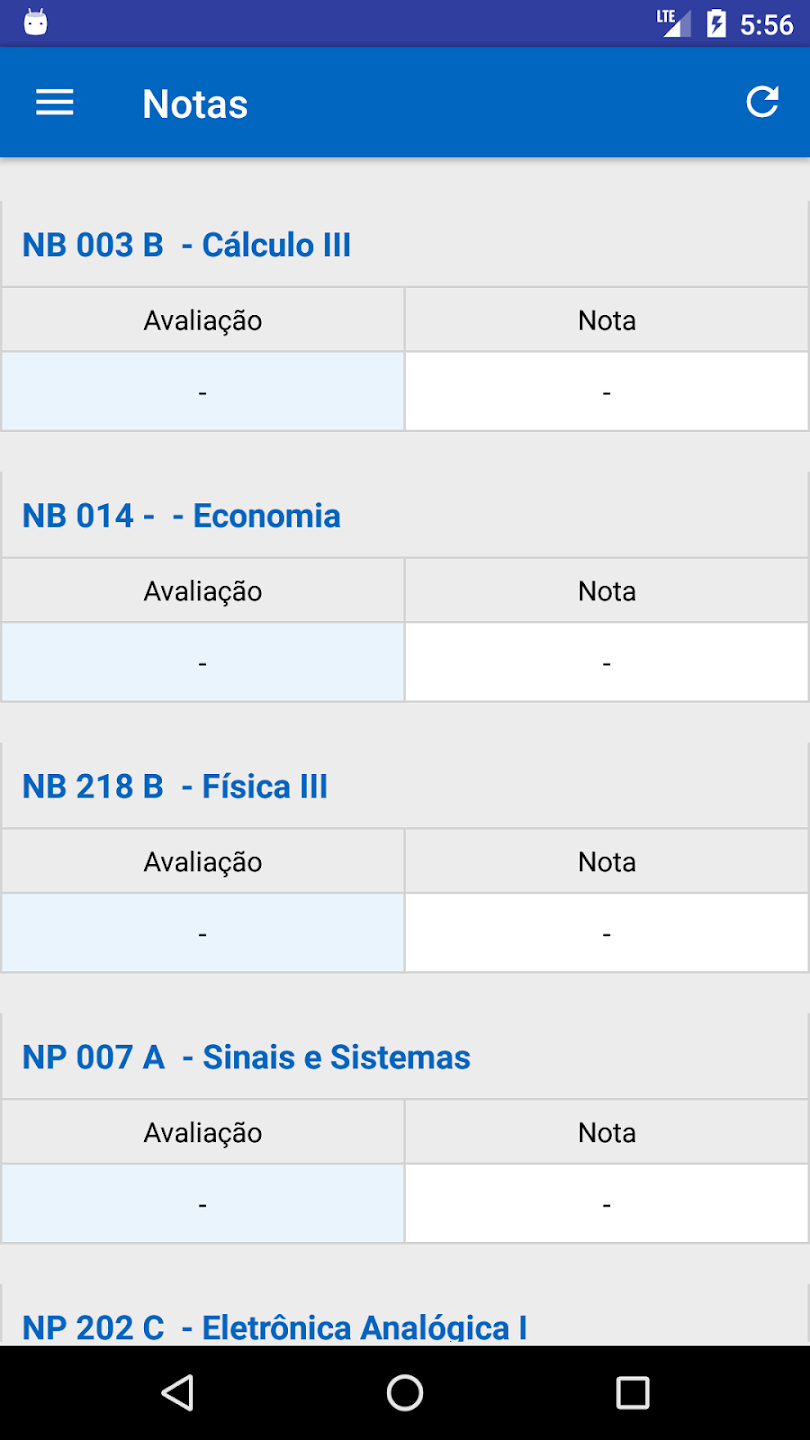 LTE 5:56
Notas
NB 003 B  - Cálculo III
Avaliação Nota
- -
NB 014 -  - Economia
Avaliação Nota
- -
NB 218 B  - Física III
Avaliação Nota
- -
NP 007 A  - Sinais e Sistemas
Avaliação Nota
- -
NP 202 C  - Eletrônica Analógica I